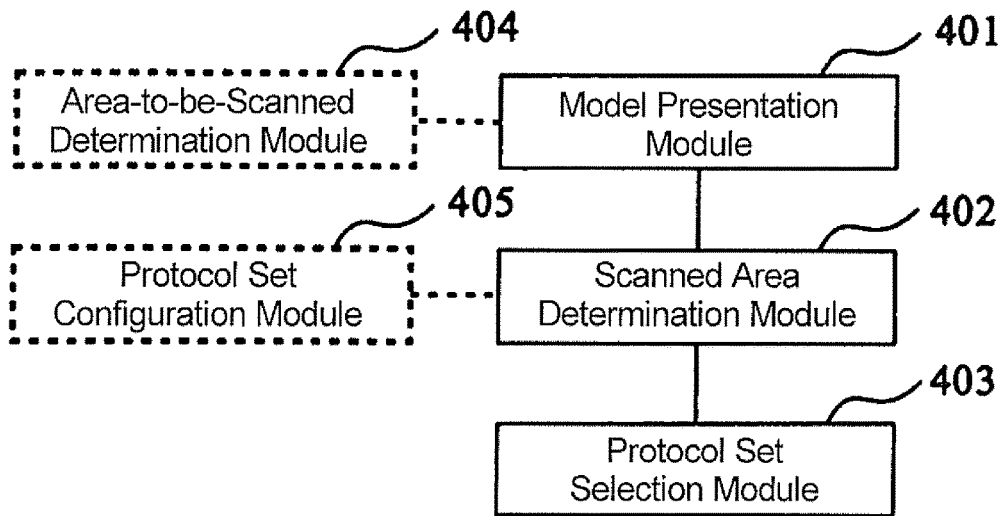 404
401
Area-to-be-Scanned
Determination Module
Model Presentation
Module
405
402
Protocol Set
Configuration Module
Scanned Area
Determination Module
403
Protocol Set
Selection Module